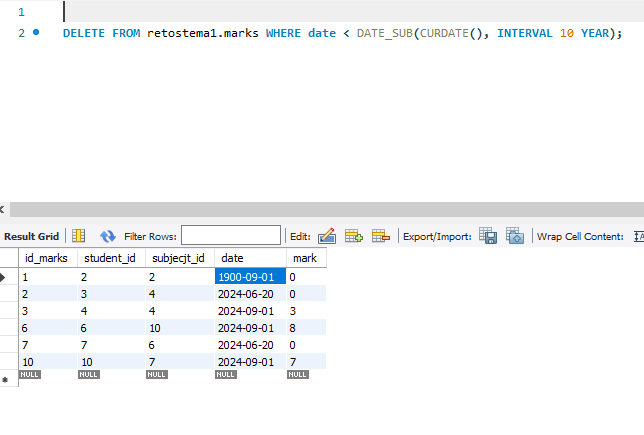 1
2 DELETE FROM retostema1.marks WHERE date < DATE_SUB(CURDATE(), INTERVAL 10 YEAR);
Result Grid Filter Rows: Edit: Export/Import: Wrap Cell Content:
id_marks student_id subjecjt_id date mark
1 2 2 1900-09-01 0
2 3 4 2024-06-20 0
3 4 4 2024-09-01 3
6 6 10 2024-09-01 8
7 7 6 2024-06-20 0
10 10 7 2024-09-01 7
NULL NULL NULL NULL NULL